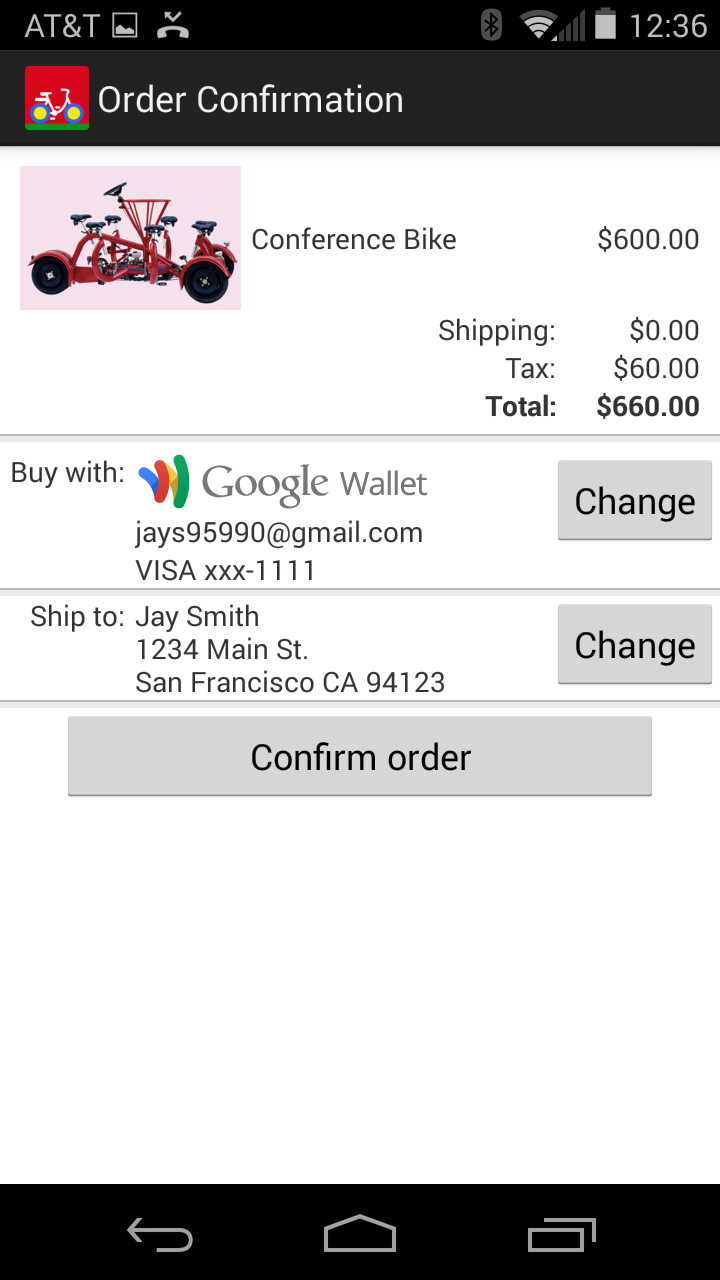 AT&T 12:36
Order Confirmation
Conference Bike $600.00
Shipping: $0.00
Tax: $60.00
Total: $660.00
Buy with: Google Wallet Change
jays95990@gmail.com
VISA xxx-1111
Ship to: Jay Smith
1234 Main St. Change
San Francisco CA 94123
Confirm order